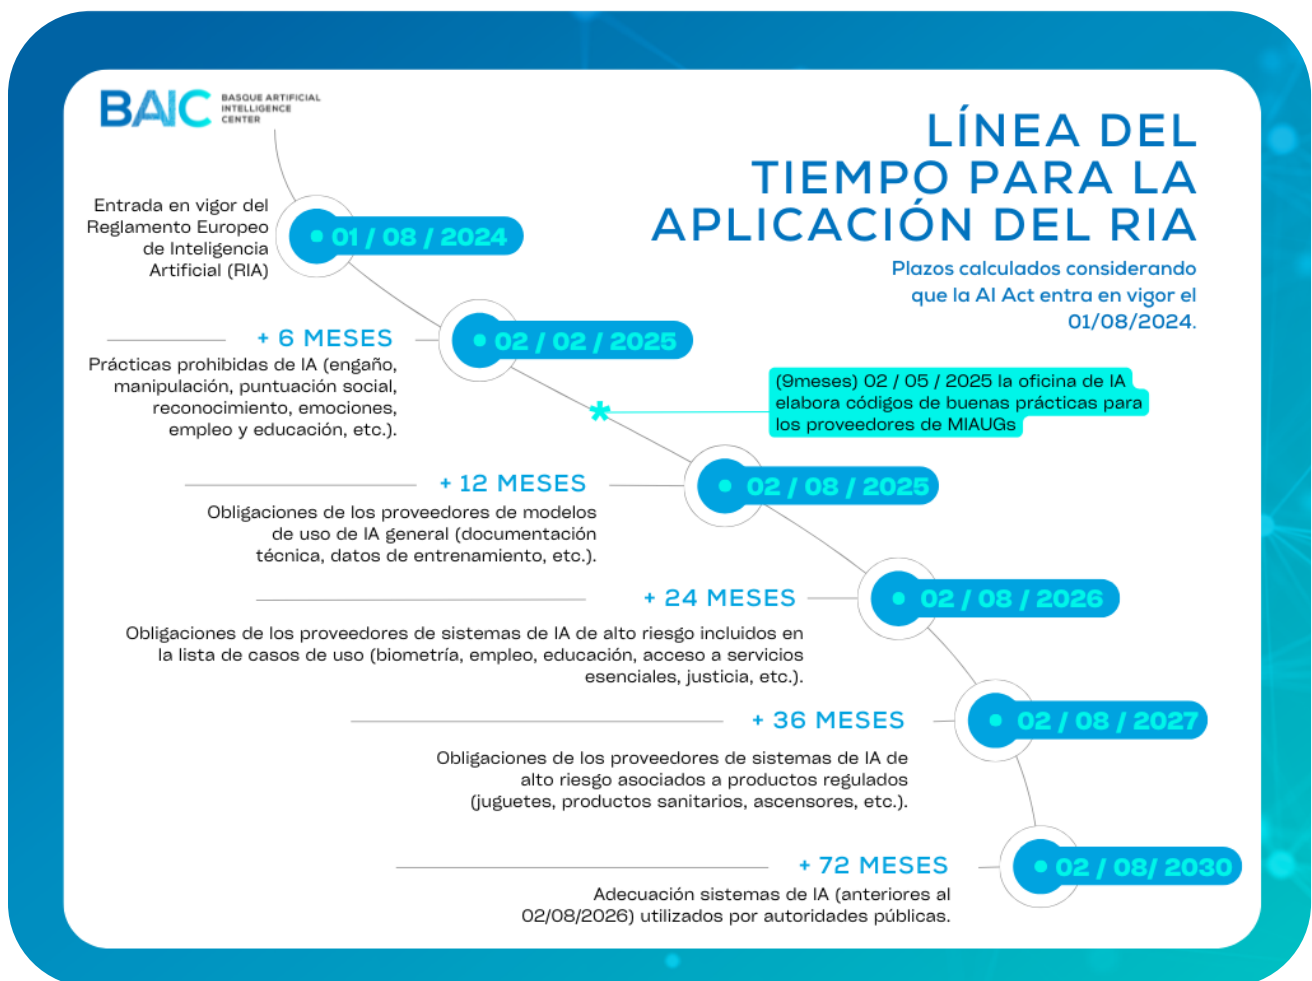 BAIC
BASQUE ARTIFICIAL
INTELLIGENCE
CENTER
LÍNEA DEL
TIEMPO PARA LA
APLICACIÓN DEL RIA
Plazos calculados considerando
que la AI Act entra en vigor el
01/08/2024.
Entrada en vigor del
Reglamento Europeo
de Inteligencia
Artificial (RIA)
01 / 08 / 2024
+ 6 MESES
02 / 02 / 2025
Prácticas prohibidas de IA (engaño,
manipulación, puntuación social,
reconocimiento, emociones,
empleo y educación, etc.).
(9meses) 02 / 05 / 2025 la oficina de IA
elabora códigos de buenas prácticas para
los proveedores de MIAUGs
*
+ 12 MESES
02 / 08 / 2025
Obligaciones de los proveedores de modelos
de uso de IA general (documentación
técnica, datos de entrenamiento, etc.).
+ 24 MESES
02 / 08 / 2026
Obligaciones de los proveedores de sistemas de IA de alto riesgo incluidos en
la lista de casos de uso (biometría, empleo, educación, acceso a servicios
esenciales, justicia, etc.).
+ 36 MESES
02 / 08 / 2027
Obligaciones de los proveedores de sistemas de IA de
alto riesgo asociados a productos regulados
(juguetes, productos sanitarios, ascensores, etc.).
+ 72 MESES
02 / 08/ 2030
Adecuación sistemas de IA (anteriores al
02/08/2026) utilizados por autoridades públicas.